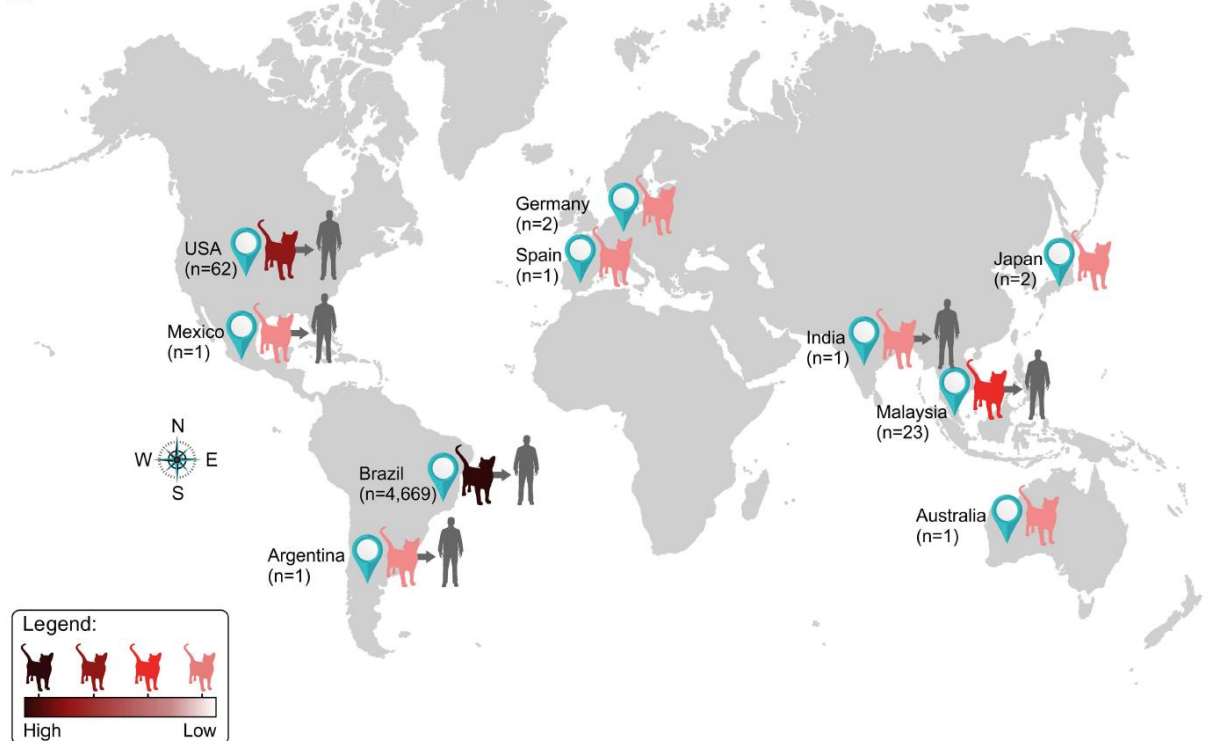 Germany
(n=2)
USA
(n=62)
Spain
(n=1)
Japan
(n=2)
Mexico
(n=1)
India
(n=1)
Malaysia
(n=23)
N
W E
S
Brazil
(n=4,669)
Australia
(n=1)
Argentina
(n=1)
Legend:
High Low